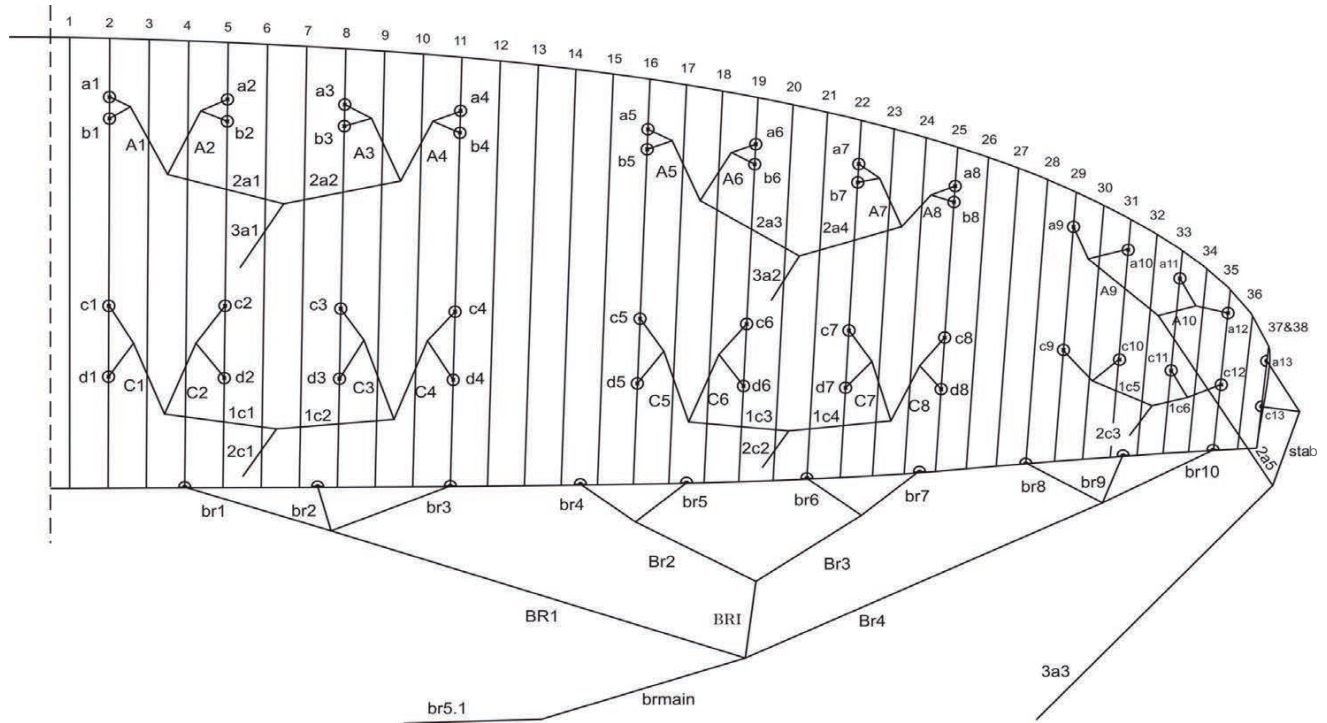 1 2 3 4 5 6 7 8 9 10 11 12 13 14 15 16 17 18 19 20 21 22 23 24 25 26 27 28 29 30 31 32 33 34 35 36 37&38
a1 a2 a3 a4 a5 a6 a7 a8 a9 a10 a11 a12 a13
b1 b2 b3 b4 b5 b6 b7 b8
A1 A2 A3 A4 A5 A6 A7 A8 A9 A10
2a1 2a2 2a3 2a4 2a5
3a1 3a2
c1 c2 c3 c4 c5 c6 c7 c8 c9 c10 c11 c12 c13
d1 d2 d3 d4 d5 d6 d7 d8
C1 C2 C3 C4 C5 C6 C7 C8
1c1 1c2 1c3 1c4 1c5 1c6
2c1 2c2 2c3
stab
br1 br2 br3 br4 br5 br6 br7 br8 br9 br10
Br2 Br3
BR1 BRI Br4
3a3
brmain
br5.1